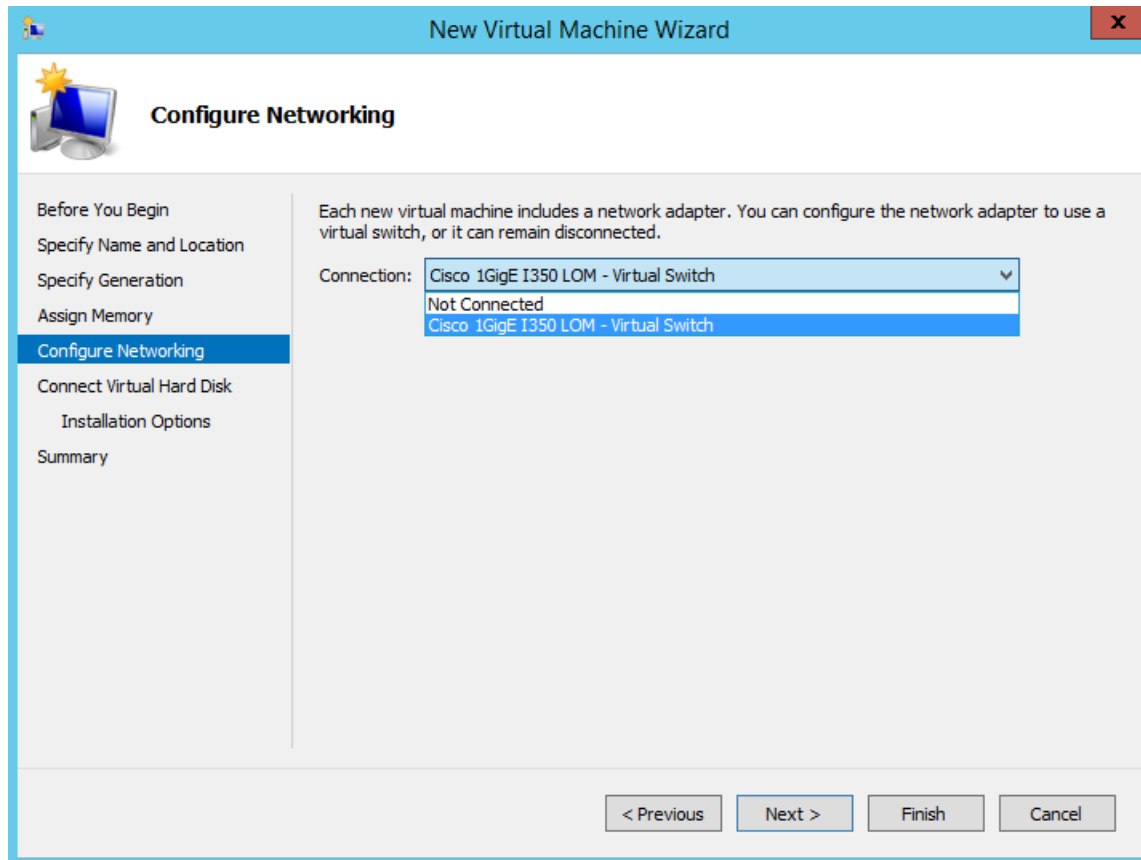 New Virtual Machine Wizard
x
Configure Networking
Before You Begin
Specify Name and Location
Specify Generation
Assign Memory
Configure Networking
Connect Virtual Hard Disk
Installation Options
Summary
Each new virtual machine includes a network adapter. You can configure the network adapter to use a
virtual switch, or it can remain disconnected.
Connection: Cisco 1GigE I350 LOM - Virtual Switch
Not Connected
Cisco 1GigE I350 LOM - Virtual Switch
< Previous Next > Finish Cancel